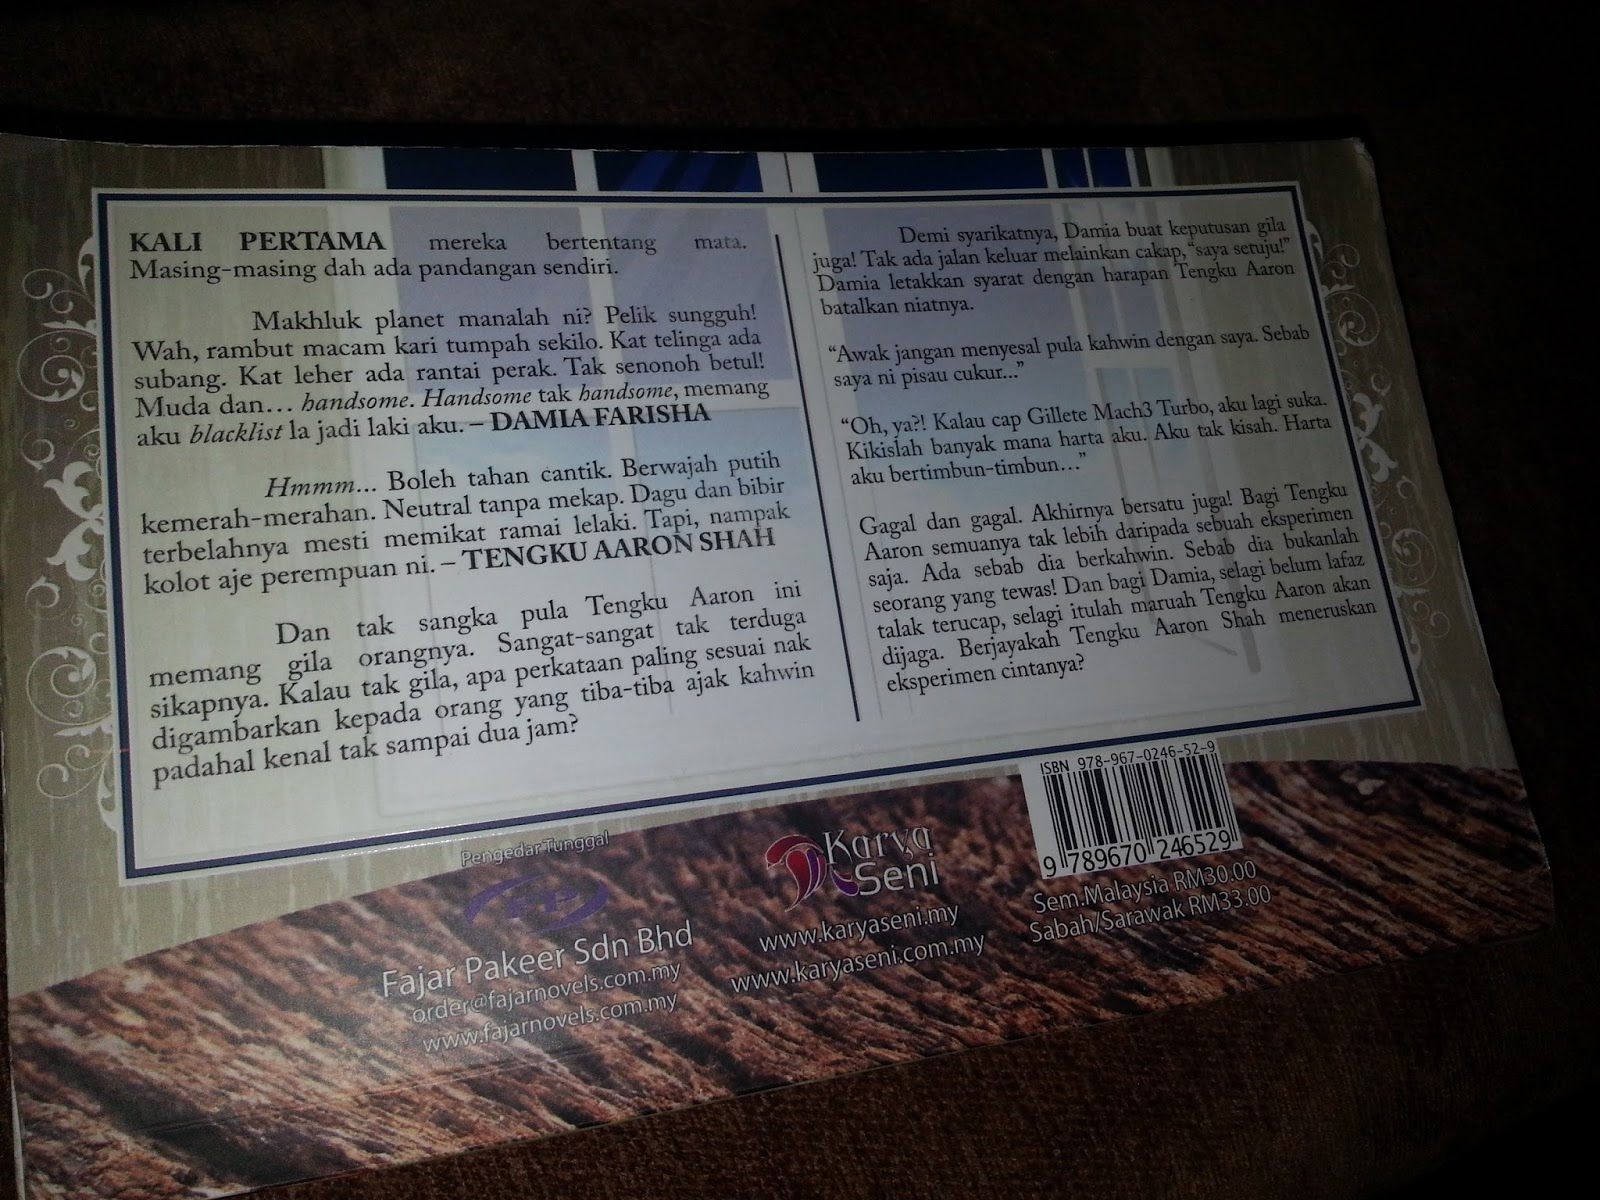 KALI PERTAMA mereka bertentang mata.
Masing-masing dah ada pandangan sendiri.
Makhluk planet manalah ni? Pelik sungguh!
Wah, rambut macam kari tumpah sekilo. Kat telinga ada
subang. Kat leher ada rantai perak. Tak senonoh betul!
Muda dan... handsome. Handsome tak handsome, memang
aku blacklist la jadi laki aku. – DAMIA FARISHA
Hmmm... Boleh tahan cantik. Berwajah putih
kemerah-merahan. Neutral tanpa mekap. Dagu dan bibir
terbelahnya mesti memikat ramai lelaki. Tapi, nampak
kolot aje perempuan ni. – TENGKU AARON SHAH
Dan tak sangka pula Tengku Aaron ini
memang gila orangnya. Sangat-sangat tak terduga
sikapnya. Kalau tak gila, apa perkataan paling sesuai nak
digambarkan kepada orang yang tiba-tiba ajak kahwin
padahal kenal tak sampai dua jam?
Demi syarikatnya, Damia buat keputusan gila
juga! Tak ada jalan keluar melainkan cakap, “saya setuju!”
Damia letakkan syarat dengan harapan Tengku Aaron
batalkan niatnya.
“Awak jangan menyesal pula kahwin dengan saya. Sebab
saya ni pisau cukur...”
“Oh, ya?! Kalau cap Gillete Mach3 Turbo, aku lagi suka.
Kikislah banyak mana harta aku. Aku tak kisah. Harta
aku bertimbun-timbun...”
Gagal dan gagal. Akhirnya bersatu juga! Bagi Tengku
Aaron semuanya tak lebih daripada sebuah eksperimen
saja. Ada sebab dia berkahwin. Sebab dia bukanlah
seorang yang tewas! Dan bagi Damia, selagi belum lafaz
talak terucap, selagi itulah maruah Tengku Aaron akan
dijaga. Berjayakah Tengku Aaron Shah meneruskan
eksperimen cintanya?
Pengedar Tunggal
FP
Fajar Pakeer Sdn Bhd
order@fajarnovels.com.my
www.fajarnovels.com.my
Karya
Seni
www.karyaseni.my
www.karyaseni.com.my
ISBN 978-967-0246-52-9
9 789670 246529
Sem.Malaysia RM30.00
Sabah/Sarawak RM33.00